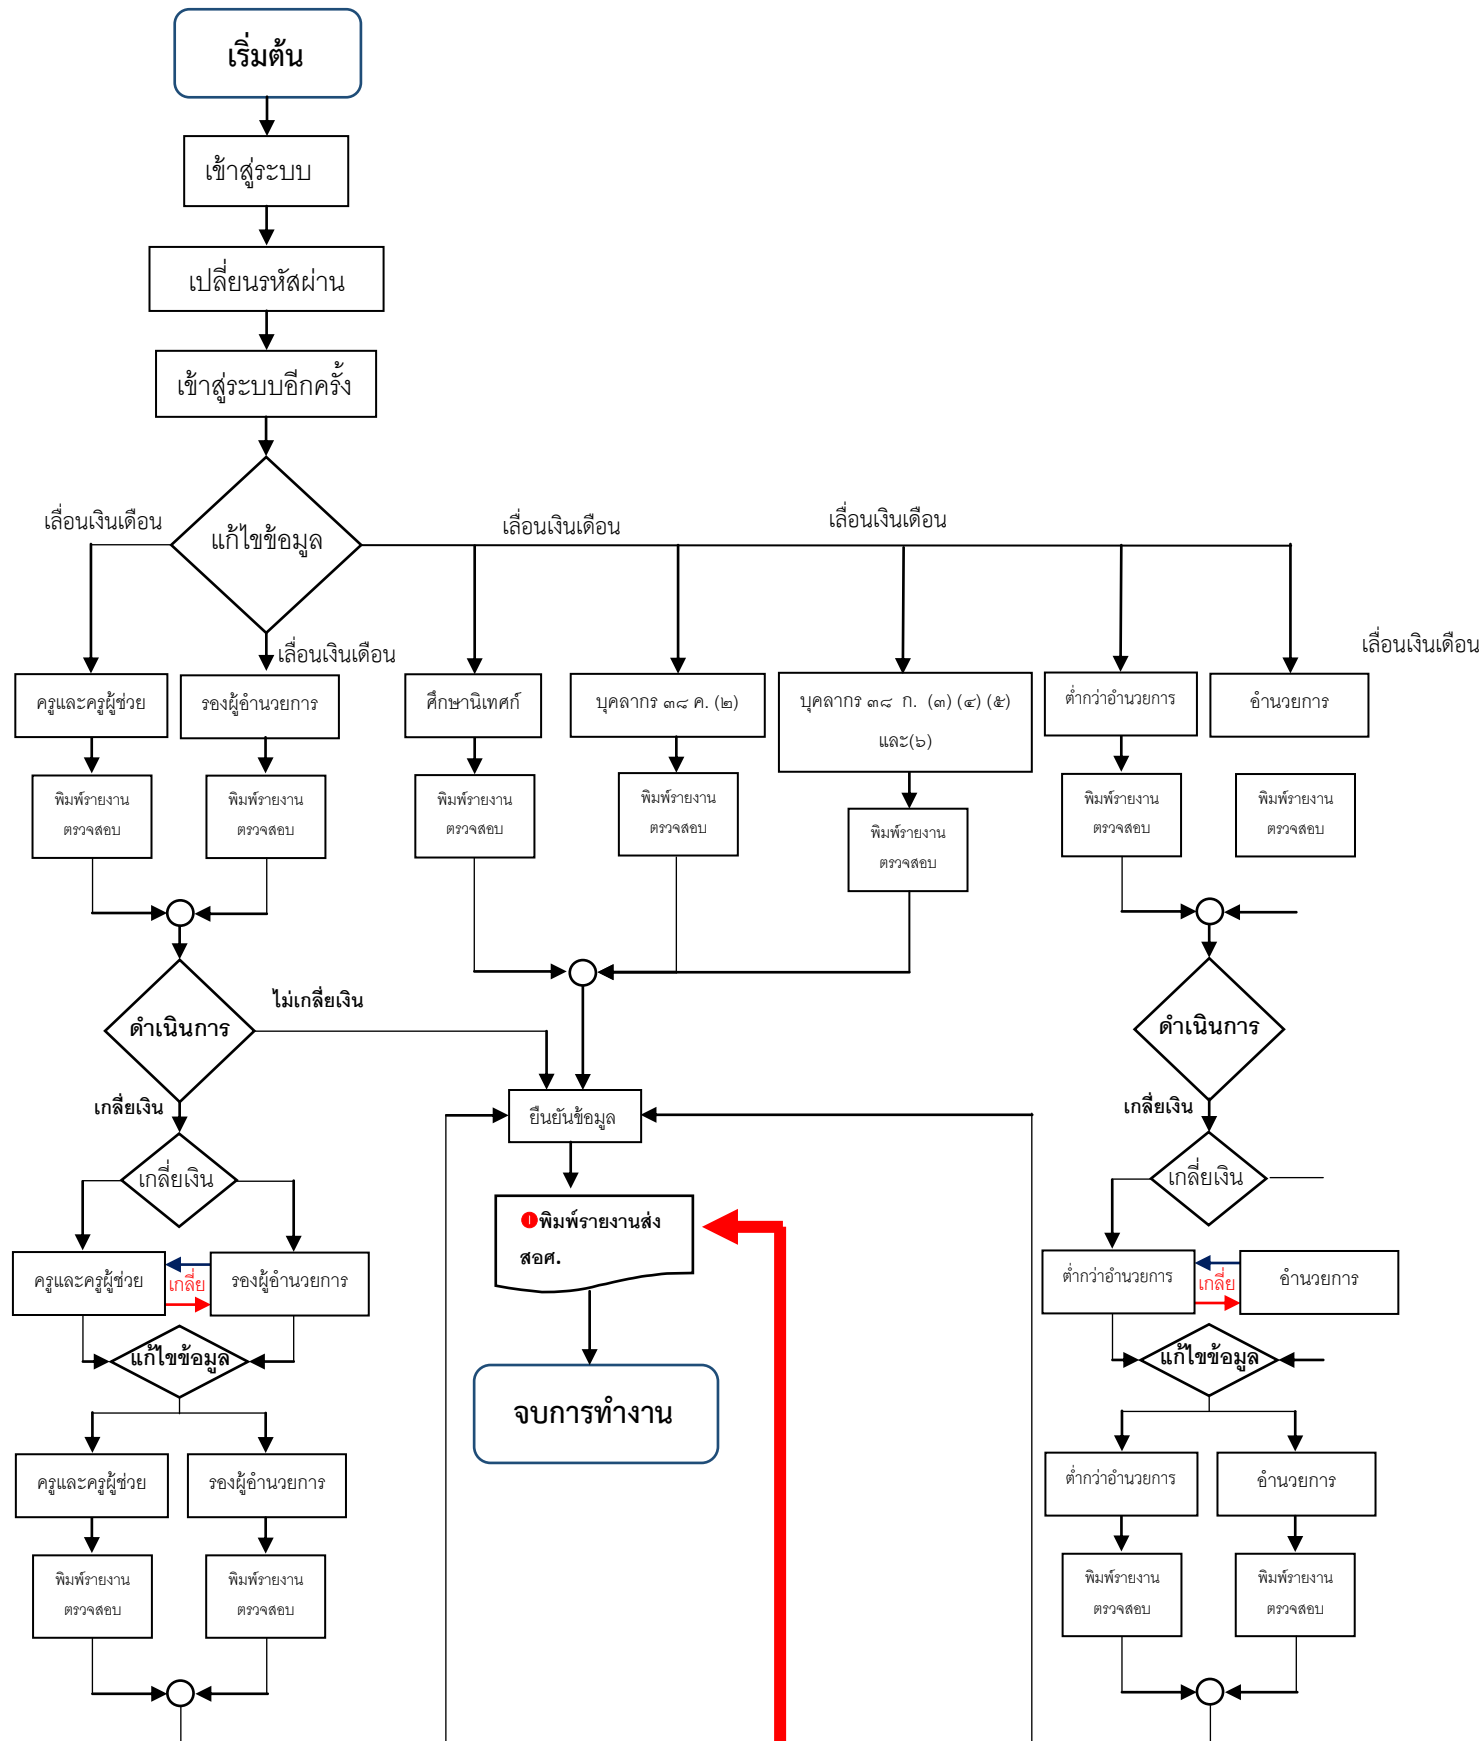 เริ่มต้น
เข้าสู่ระบบ
เปลี่ยนรหัสผ่าน
เข้าสู่ระบบอีกครั้ง
แก้ไขข้อมูล
เลื่อนเงินเดือน
เลื่อนเงินเดือน
เลื่อนเงินเดือน
เลื่อนเงินเดือน
เลื่อนเงินเดือน
ครูและครูผู้ช่วย
รองผู้อำนวยการ
ศึกษานิเทศก์
บุคลากร ๓๘ ค. (๒)
บุคลากร ๓๘ ก. (๓) (๔) (๕)
และ(๖)
ต่ำกว่าอำนวยการ
อำนวยการ
พิมพ์รายงาน
ตรวจสอบ
พิมพ์รายงาน
ตรวจสอบ
พิมพ์รายงาน
ตรวจสอบ
พิมพ์รายงาน
ตรวจสอบ
พิมพ์รายงาน
ตรวจสอบ
พิมพ์รายงาน
ตรวจสอบ
พิมพ์รายงาน
ตรวจสอบ
ดำเนินการ
ไม่เกลี่ยเงิน
ดำเนินการ
เกลี่ยเงิน
ยืนยันข้อมูล
เกลี่ยเงิน
เกลี่ยเงิน
เกลี่ยเงิน
❶พิมพ์รายงานส่ง
สอศ.
ครูและครูผู้ช่วย
เกลี่ย
รองผู้อำนวยการ
ต่ำกว่าอำนวยการ
เกลี่ย
อำนวยการ
แก้ไขข้อมูล
แก้ไขข้อมูล
จบการทำงาน
ครูและครูผู้ช่วย
รองผู้อำนวยการ
ต่ำกว่าอำนวยการ
อำนวยการ
พิมพ์รายงาน
ตรวจสอบ
พิมพ์รายงาน
ตรวจสอบ
พิมพ์รายงาน
ตรวจสอบ
พิมพ์รายงาน
ตรวจสอบ